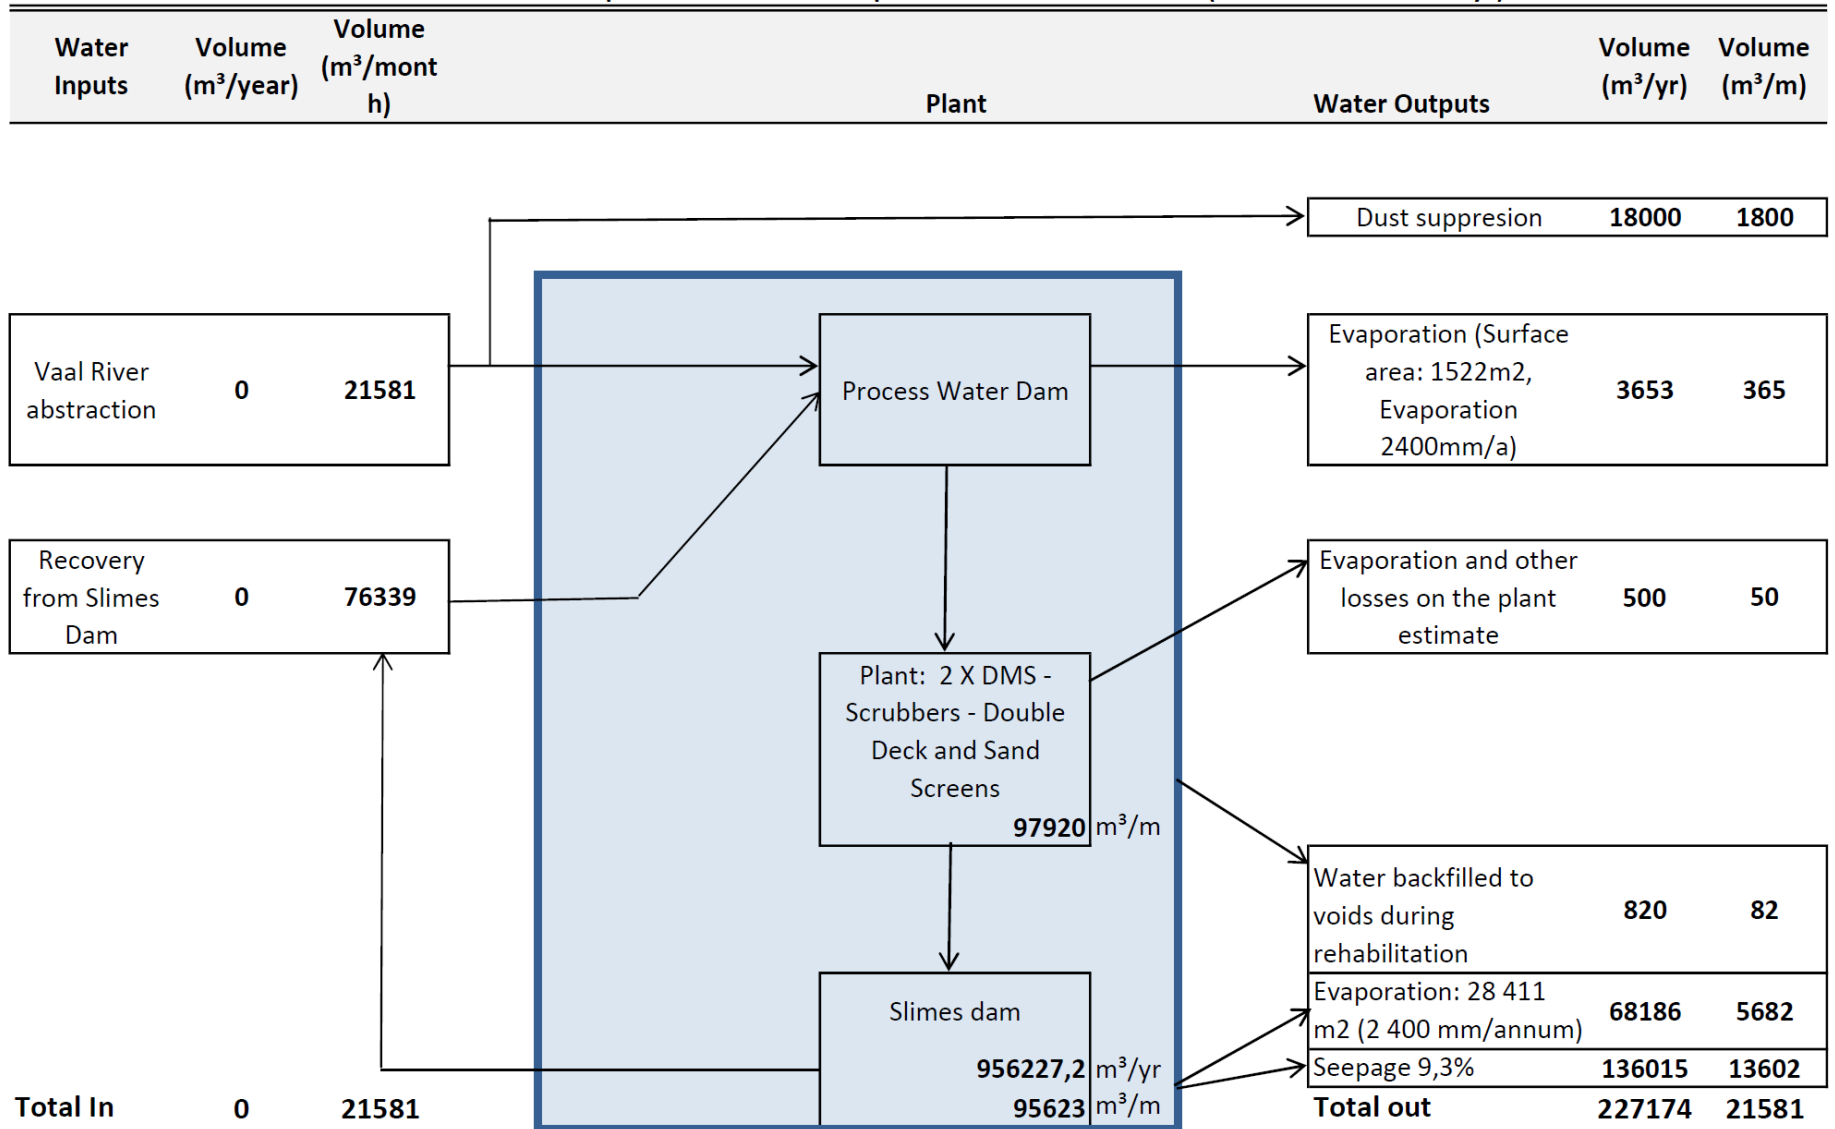 Water Inputs
Volume (m³/year)
Volume (m³/mont h)
Plant
Water Outputs
Volume (m³/yr)
Volume (m³/m)
Dust suppresion 18000 1800
Vaal River abstraction 0 21581
Process Water Dam
Evaporation (Surface area: 1522m2, Evaporation 2400mm/a) 3653 365
Recovery from Slimes Dam 0 76339
Evaporation and other losses on the plant estimate 500 50
Plant: 2 X DMS -
Scrubbers - Double
Deck and Sand
Screens
97920 m³/m
Water backfilled to voids during rehabilitation 820 82
Slimes dam
956227,2 m³/yr
95623 m³/m
Evaporation: 28 411 m2 (2 400 mm/annum) 68186 5682
Seepage 9,3% 136015 13602
Total In 0 21581
Total out 227174 21581